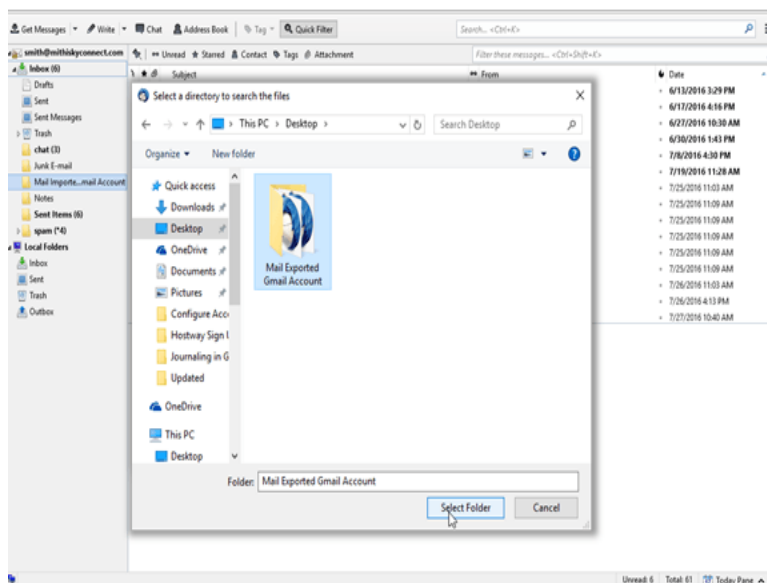 Get Messages Write Chat Address Book Tag Quick Filter Search... <Ctrl+K>
smith@mithiskyconnect.com Unread Starred Contact Tags Attachment Filter these messages... <Ctrl+Shift+K>
Inbox (6)
Drafts
Sent
Sent Messages
Trash
chat (3)
Junk E-mail
Mail Importe...mail Account
Notes
Sent Items (6)
spam (*4)
Local Folders
Inbox
Sent
Trash
Outbox
Subject From Date
6/13/2016 3:29 PM
6/17/2016 4:16 PM
6/27/2016 10:30 AM
6/30/2016 1:43 PM
7/8/2016 4:30 PM
7/19/2016 11:28 AM
7/25/2016 11:03 AM
7/25/2016 11:09 AM
7/25/2016 11:09 AM
7/25/2016 11:09 AM
7/25/2016 11:09 AM
7/25/2016 11:09 AM
7/26/2016 11:03 AM
7/26/2016 4:13 PM
7/27/2016 10:40 AM
Select a directory to search the files
This PC > Desktop > Search Desktop
Organize New folder
Quick access
Downloads
Desktop
OneDrive
Documents
Pictures
Configure Acco
Hostway Sign U
Journaling in G
Updated
OneDrive
This PC
Desktop
Mail Exported
Gmail Account
Folder: Mail Exported Gmail Account
Select Folder Cancel
Unread: 6 Total: 61 Today Pane